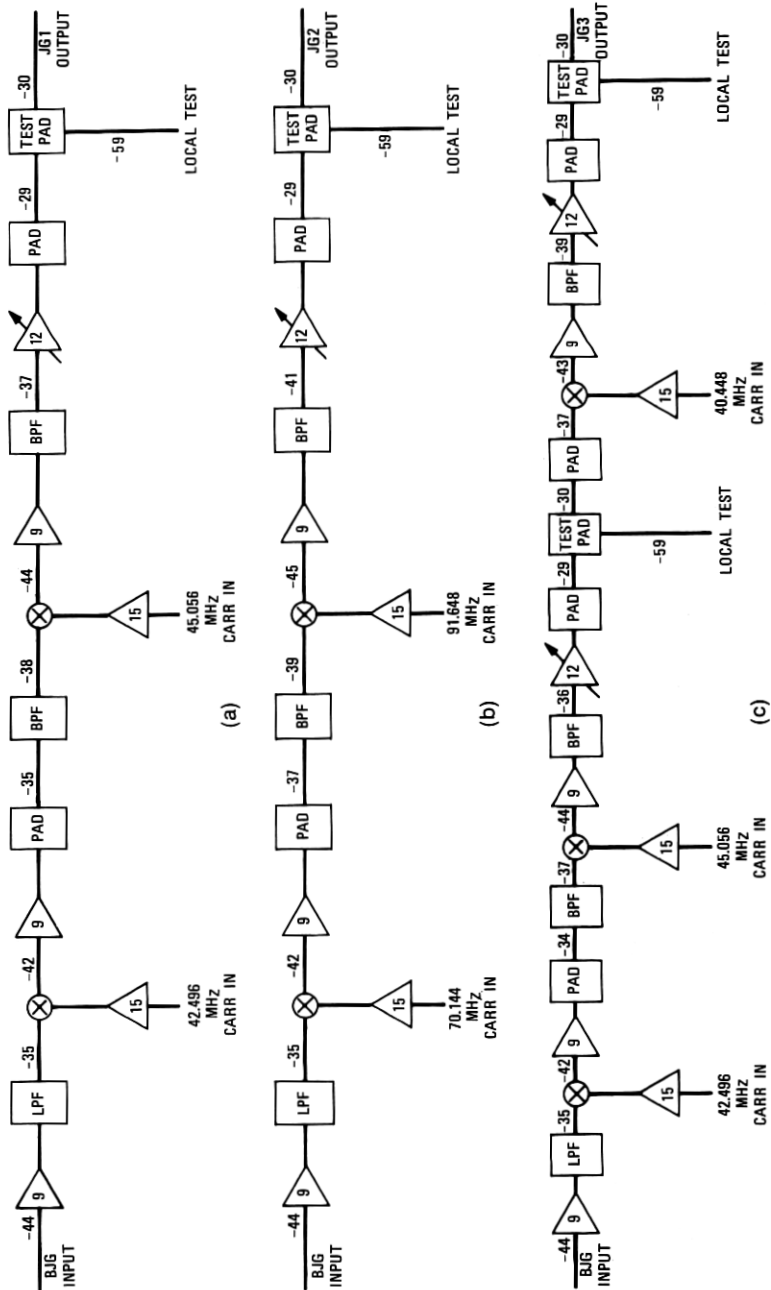 BJG
INPUT
-44
9
LPF
-35
15
42.496
MHz
CARR IN
-42
9
PAD
-35
BPF
-38
15
45.056
MHz
CARR IN
-44
9
BPF
-37
12
PAD
-29
TEST
PAD
-59
LOCAL TEST
-30
JG1
OUTPUT
(a)
BJG
INPUT
-44
9
LPF
-35
15
70.144
MHz
CARR IN
-42
9
PAD
-37
BPF
-39
15
91.648
MHz
CARR IN
-45
9
BPF
-41
12
PAD
-29
TEST
PAD
-59
LOCAL TEST
-30
JG2
OUTPUT
(b)
BJG
INPUT
-44
9
LPF
-35
15
42.496
MHz
CARR IN
-42
9
PAD
-34
BPF
-37
15
45.056
MHz
CARR IN
-44
9
BPF
-36
12
PAD
-29
TEST
PAD
-59
LOCAL TEST
-30
PAD
-37
15
40.448
MHz
CARR IN
-43
9
BPF
-39
12
PAD
-29
TEST
PAD
-59
LOCAL TEST
-30
JG3
OUTPUT
(c)